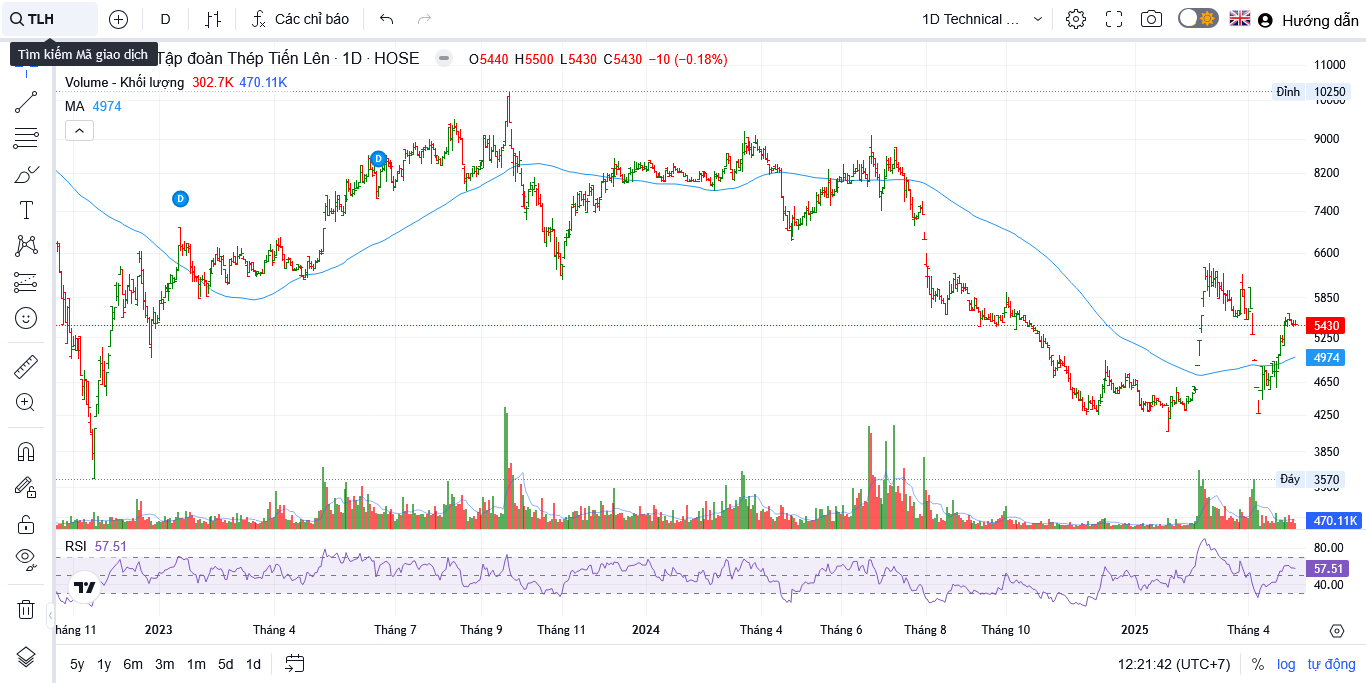 TLH D Các chỉ báo 1D Technical ... Hướng dẫn
Tìm kiếm Mã giao dịch
Tập đoàn Thép Tiến Lên · 1D · HOSE O5440 H5500 L5430 C5430 −10 (−0.18%)
Volume - Khối lượng 302.7K 470.11K
MA 4974
D
D
11000
Đỉnh 10250
10000
9000
8200
7400
6600
5850
5430
5250
4974
4650
4250
3850
Đáy 3570
3500
470.11K
RSI 57.51
80.00
57.51
40.00
háng 11 2023 Tháng 4 Tháng 7 Tháng 9 Tháng 11 2024 Tháng 4 Tháng 6 Tháng 8 Tháng 10 2025 Tháng 4
5y 1y 6m 3m 1m 5d 1d 12:21:42 (UTC+7) % log tự động